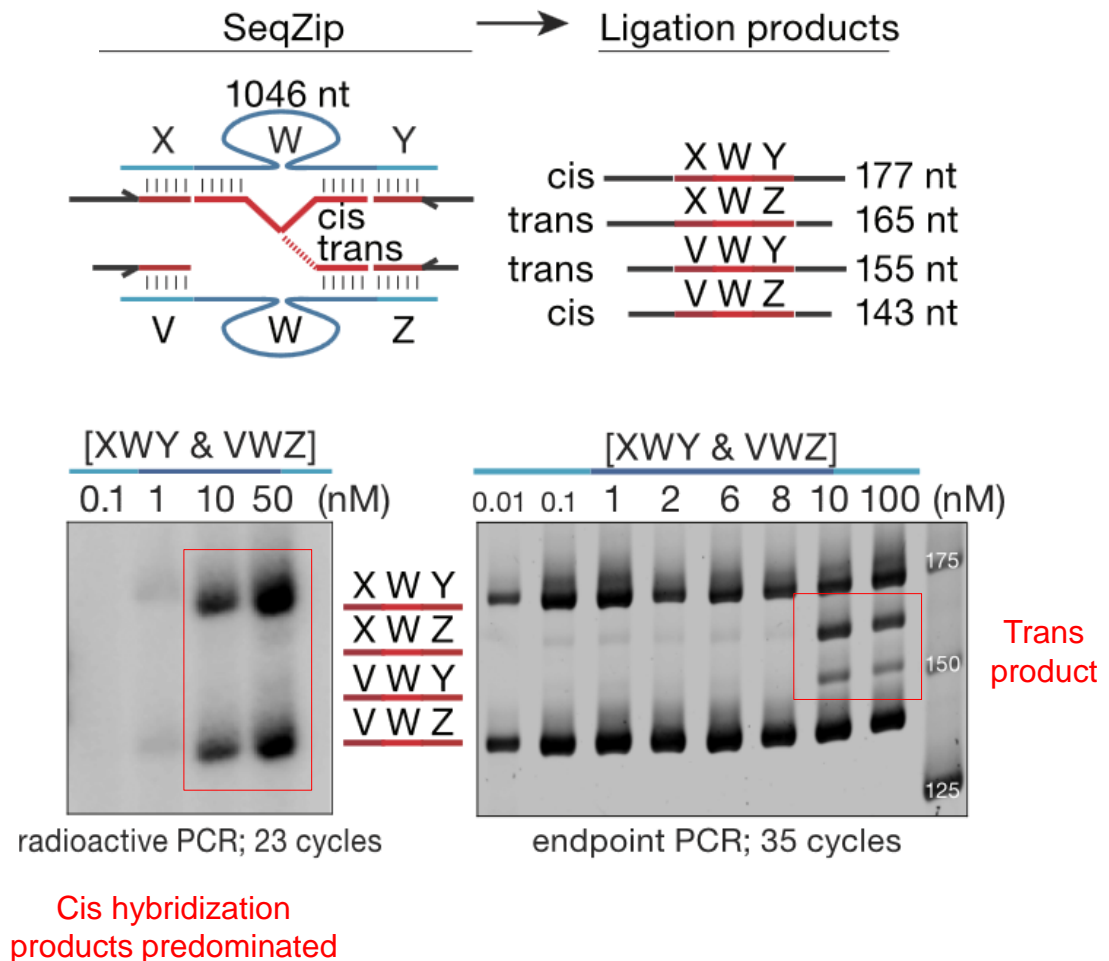 SeqZip
Ligation products
1046 nt
X W Y
cis
trans
V W Z
X W Y
cis 177 nt
X W Z
trans 165 nt
V W Y
trans 155 nt
V W Z
cis 143 nt
[XWY & VWZ]
0.1 1 10 50 (nM)
X W Y
X W Z
V W Y
V W Z
radioactive PCR; 23 cycles
Cis hybridization
products predominated
[XWY & VWZ]
0.01 0.1 1 2 6 8 10 100 (nM)
175
150
125
Trans
product
endpoint PCR; 35 cycles